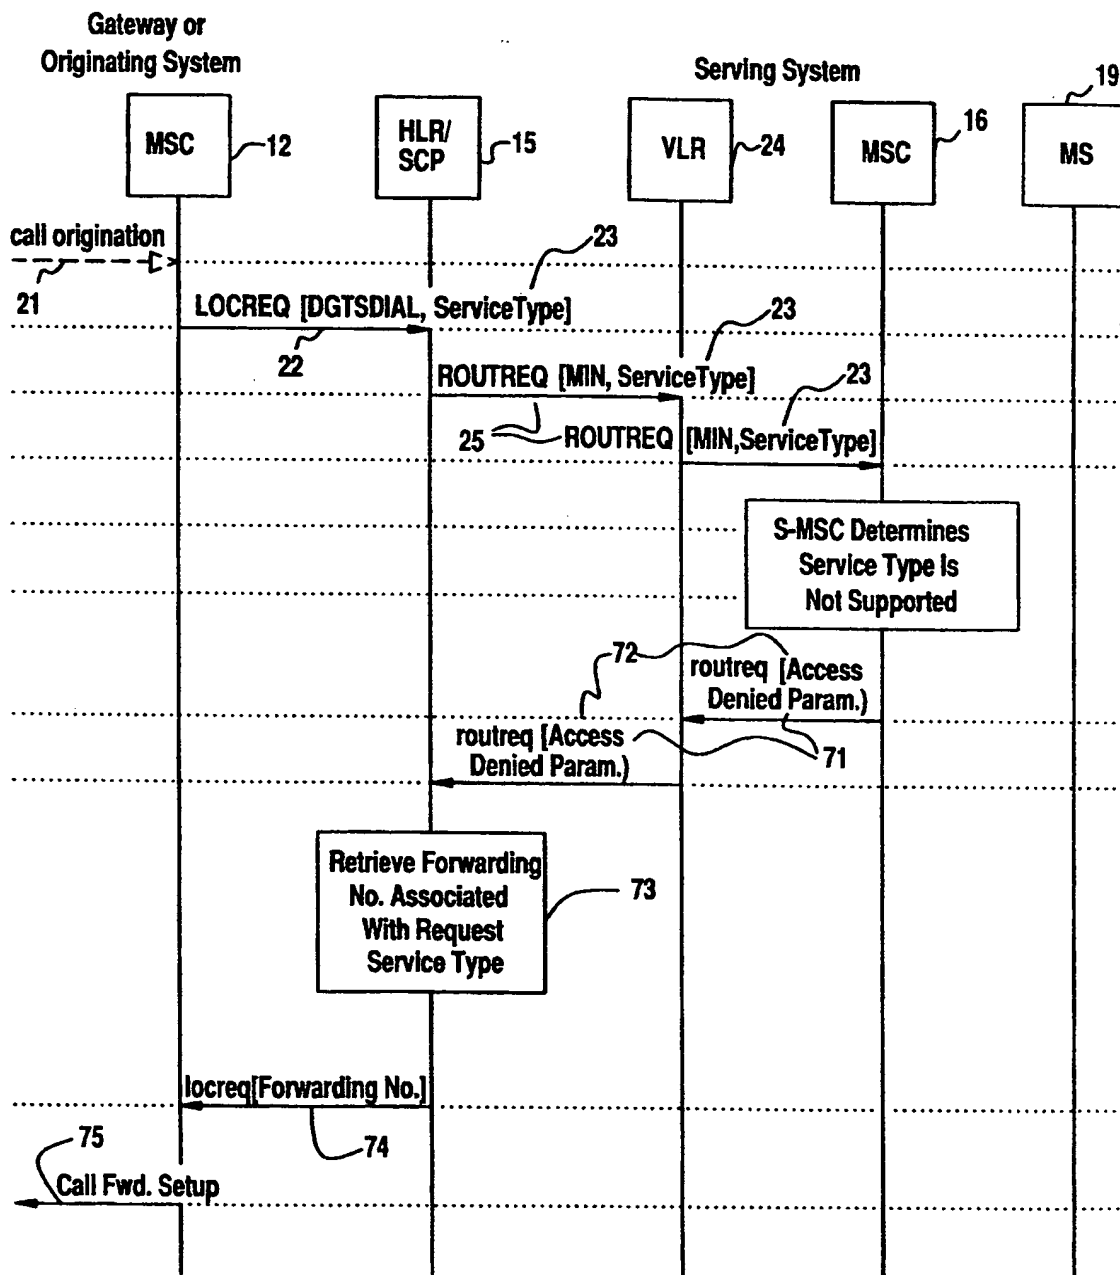 Gateway or
Originating System
Serving System
MSC
12
HLR/
SCP
15
VLR
24
MSC
16
MS
19
call origination
21
23
LOCREQ [DGTSDIAL, ServiceType]
22
23
ROUTREQ [MIN, ServiceType]
23
25
ROUTREQ [MIN,ServiceType]
S-MSC Determines
Service Type Is
Not Supported
72
routreq [Access
Denied Param.)
71
routreq [Access
Denied Param.)
Retrieve Forwarding
No. Associated
With Request
Service Type
73
locreq[Forwarding No.]
74
75
Call Fwd. Setup